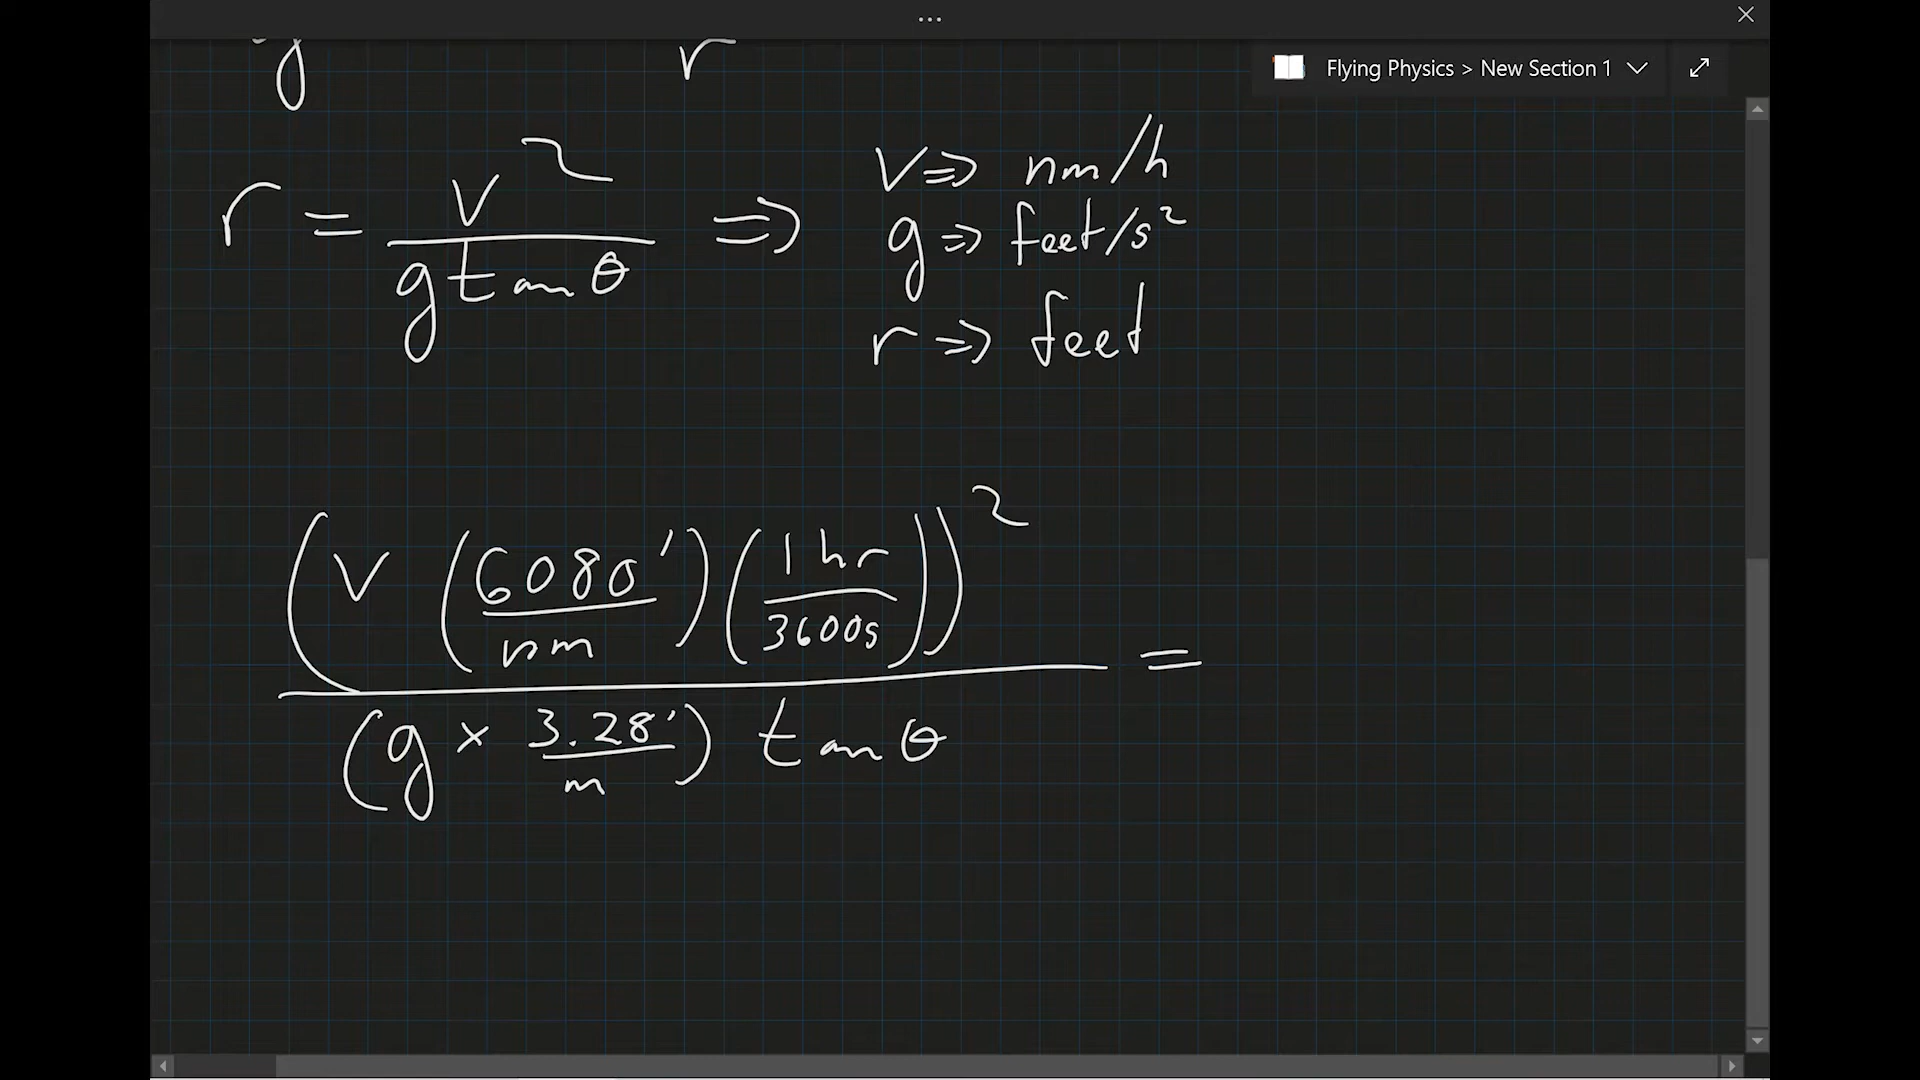 ...
g r
Flying Physics > New Section 1
r = v² / g tan θ ⇒ v ⇒ nm/h
g ⇒ feet/s²
r ⇒ feet
(v (6080' / nm) (1 hr / 3600s))² / (g × 3.28' / m) tan θ =